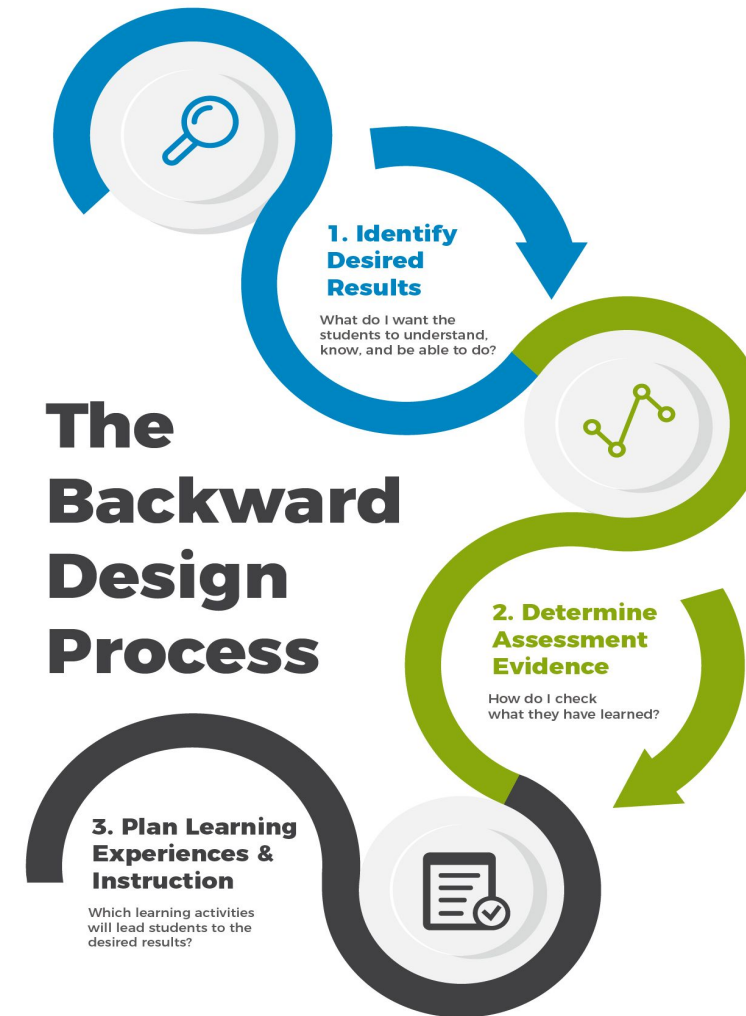 1. Identify
Desired
Results
What do I want the
students to understand,
know, and be able to do?
The
Backward
Design
Process
2. Determine
Assessment
Evidence
How do I check
what they have learned?
3. Plan Learning
Experiences &
Instruction
Which learning activities
will lead students to the
desired results?